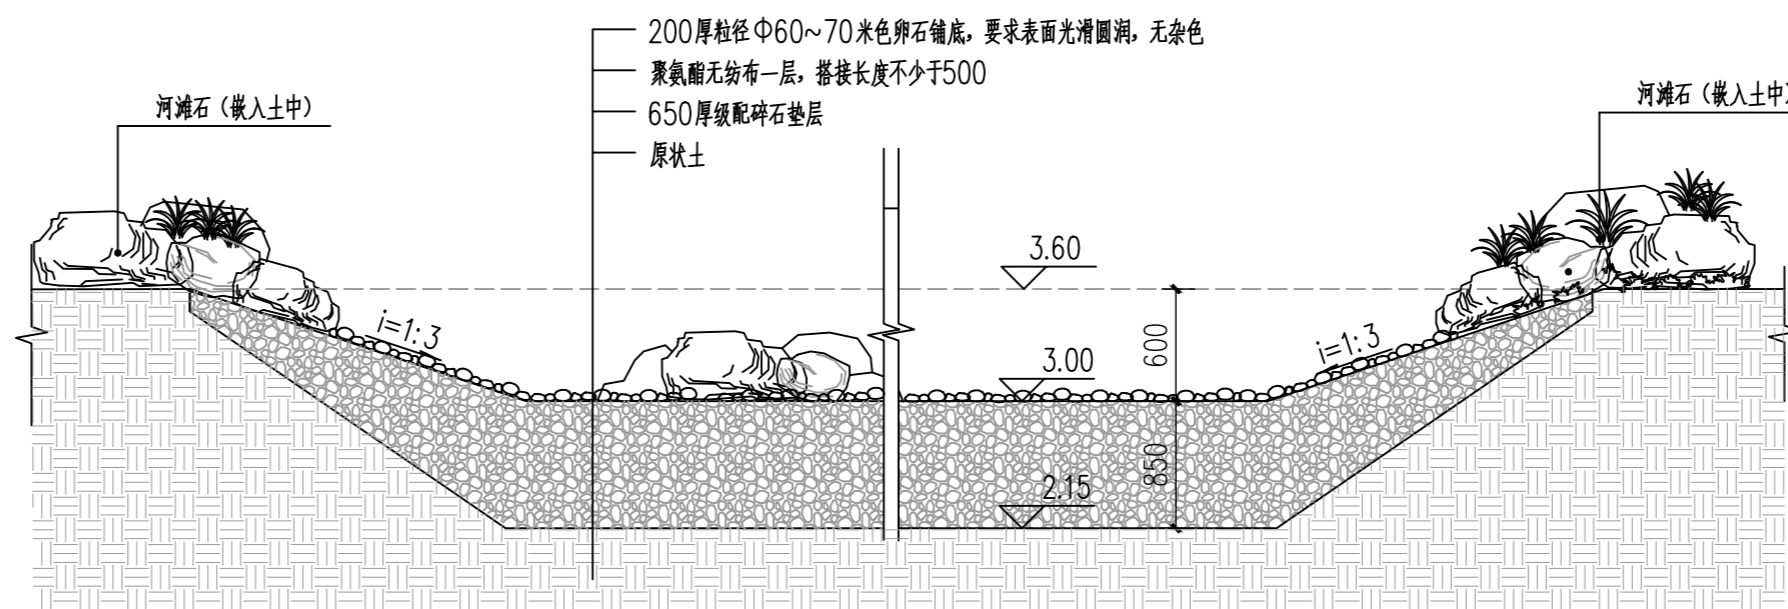 200厚粒径Φ60~70米色卵石铺底，要求表面光滑圆润，无杂色
聚氨酯无纺布一层，搭接长度不少于500
650厚级配碎石垫层
原状土
河滩石（嵌入土中）
河滩石（嵌入土中）
3.60
i=1:3
600
i=1:3
3.00
850
2.15